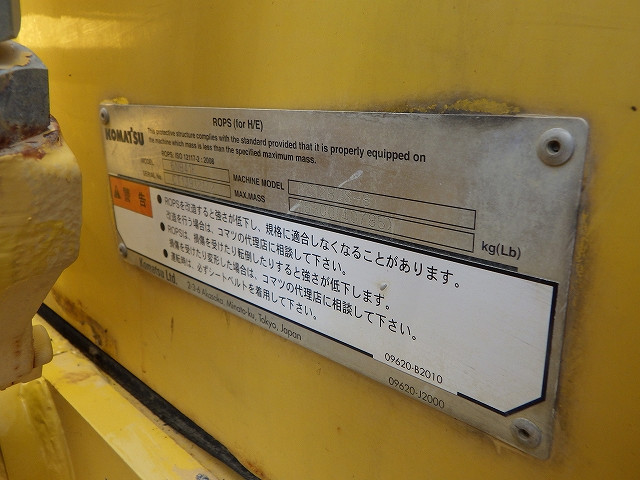 KOMATSU
ROPS (for H/E)
This protective structure complies with the standard provided that it is properly equipped on
the machine which mass is less than the specified maximum mass.
ROPS: ISO 12117-2 : 2008
MODEL
SERIAL No
MACHINE MODEL
MAX.MASS
kg(Lb)
警告
● ROPSを改造すると強さが低下し、規格に適合しなくなることがあります。
改造を行う場合は、コマツの代理店に相談して下さい。
● ROPSは、損傷を受けたり転倒したりすると強さが低下します。
損傷を受けたり変形した場合は、コマツの代理店に相談して下さい。
● 運転時は、必ずシートベルトを着用して下さい。
09620-B2010
Komatsu Ltd.
2-3-6 Akasaka, Minato-ku, Tokyo, Japan
09620-J2000